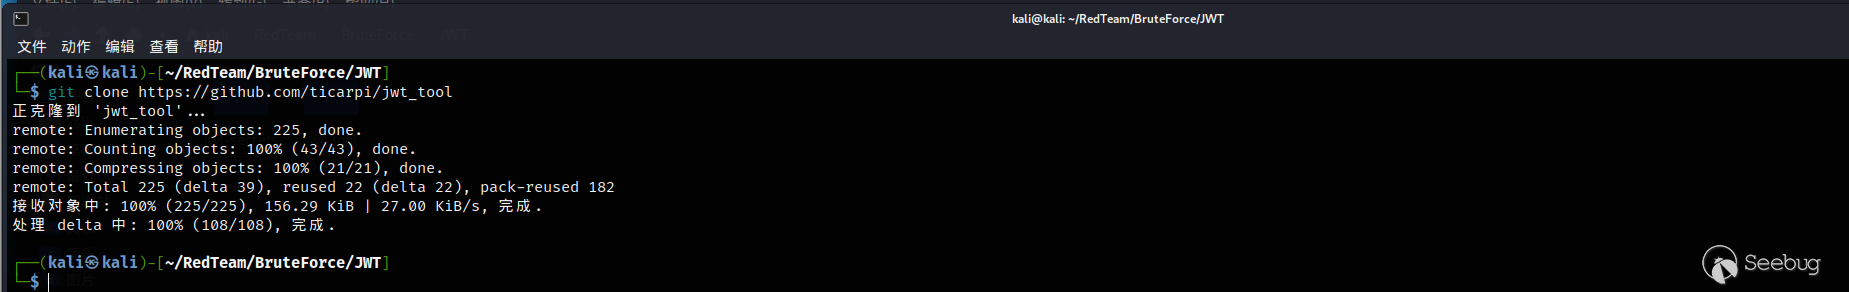 kali@kali: ~/RedTeam/BruteForce/JWT
文件 动作 编辑 查看 帮助
┌──(kali㉿kali)-[~/RedTeam/BruteForce/JWT]
└─$ git clone https://github.com/ticarpi/jwt_tool
正克隆到 'jwt_tool'...
remote: Enumerating objects: 225, done.
remote: Counting objects: 100% (43/43), done.
remote: Compressing objects: 100% (21/21), done.
remote: Total 225 (delta 39), reused 22 (delta 22), pack-reused 182
接收对象中: 100% (225/225), 156.29 KiB | 27.00 KiB/s, 完成.
处理 delta 中: 100% (108/108), 完成.
┌──(kali㉿kali)-[~/RedTeam/BruteForce/JWT]
└─$
Seebug